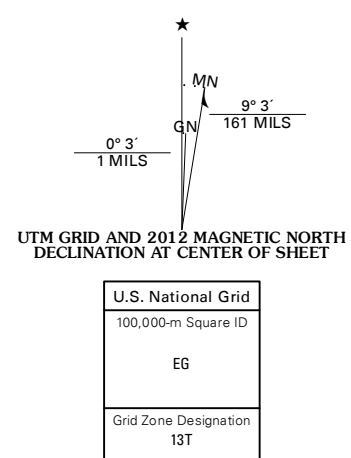 ★
MN
GN
9° 3´
161 MILS
0° 3´
1 MILS
UTM GRID AND 2012 MAGNETIC NORTH
DECLINATION AT CENTER OF SHEET
U.S. National Grid
100,000-m Square ID
EG
Grid Zone Designation
13T